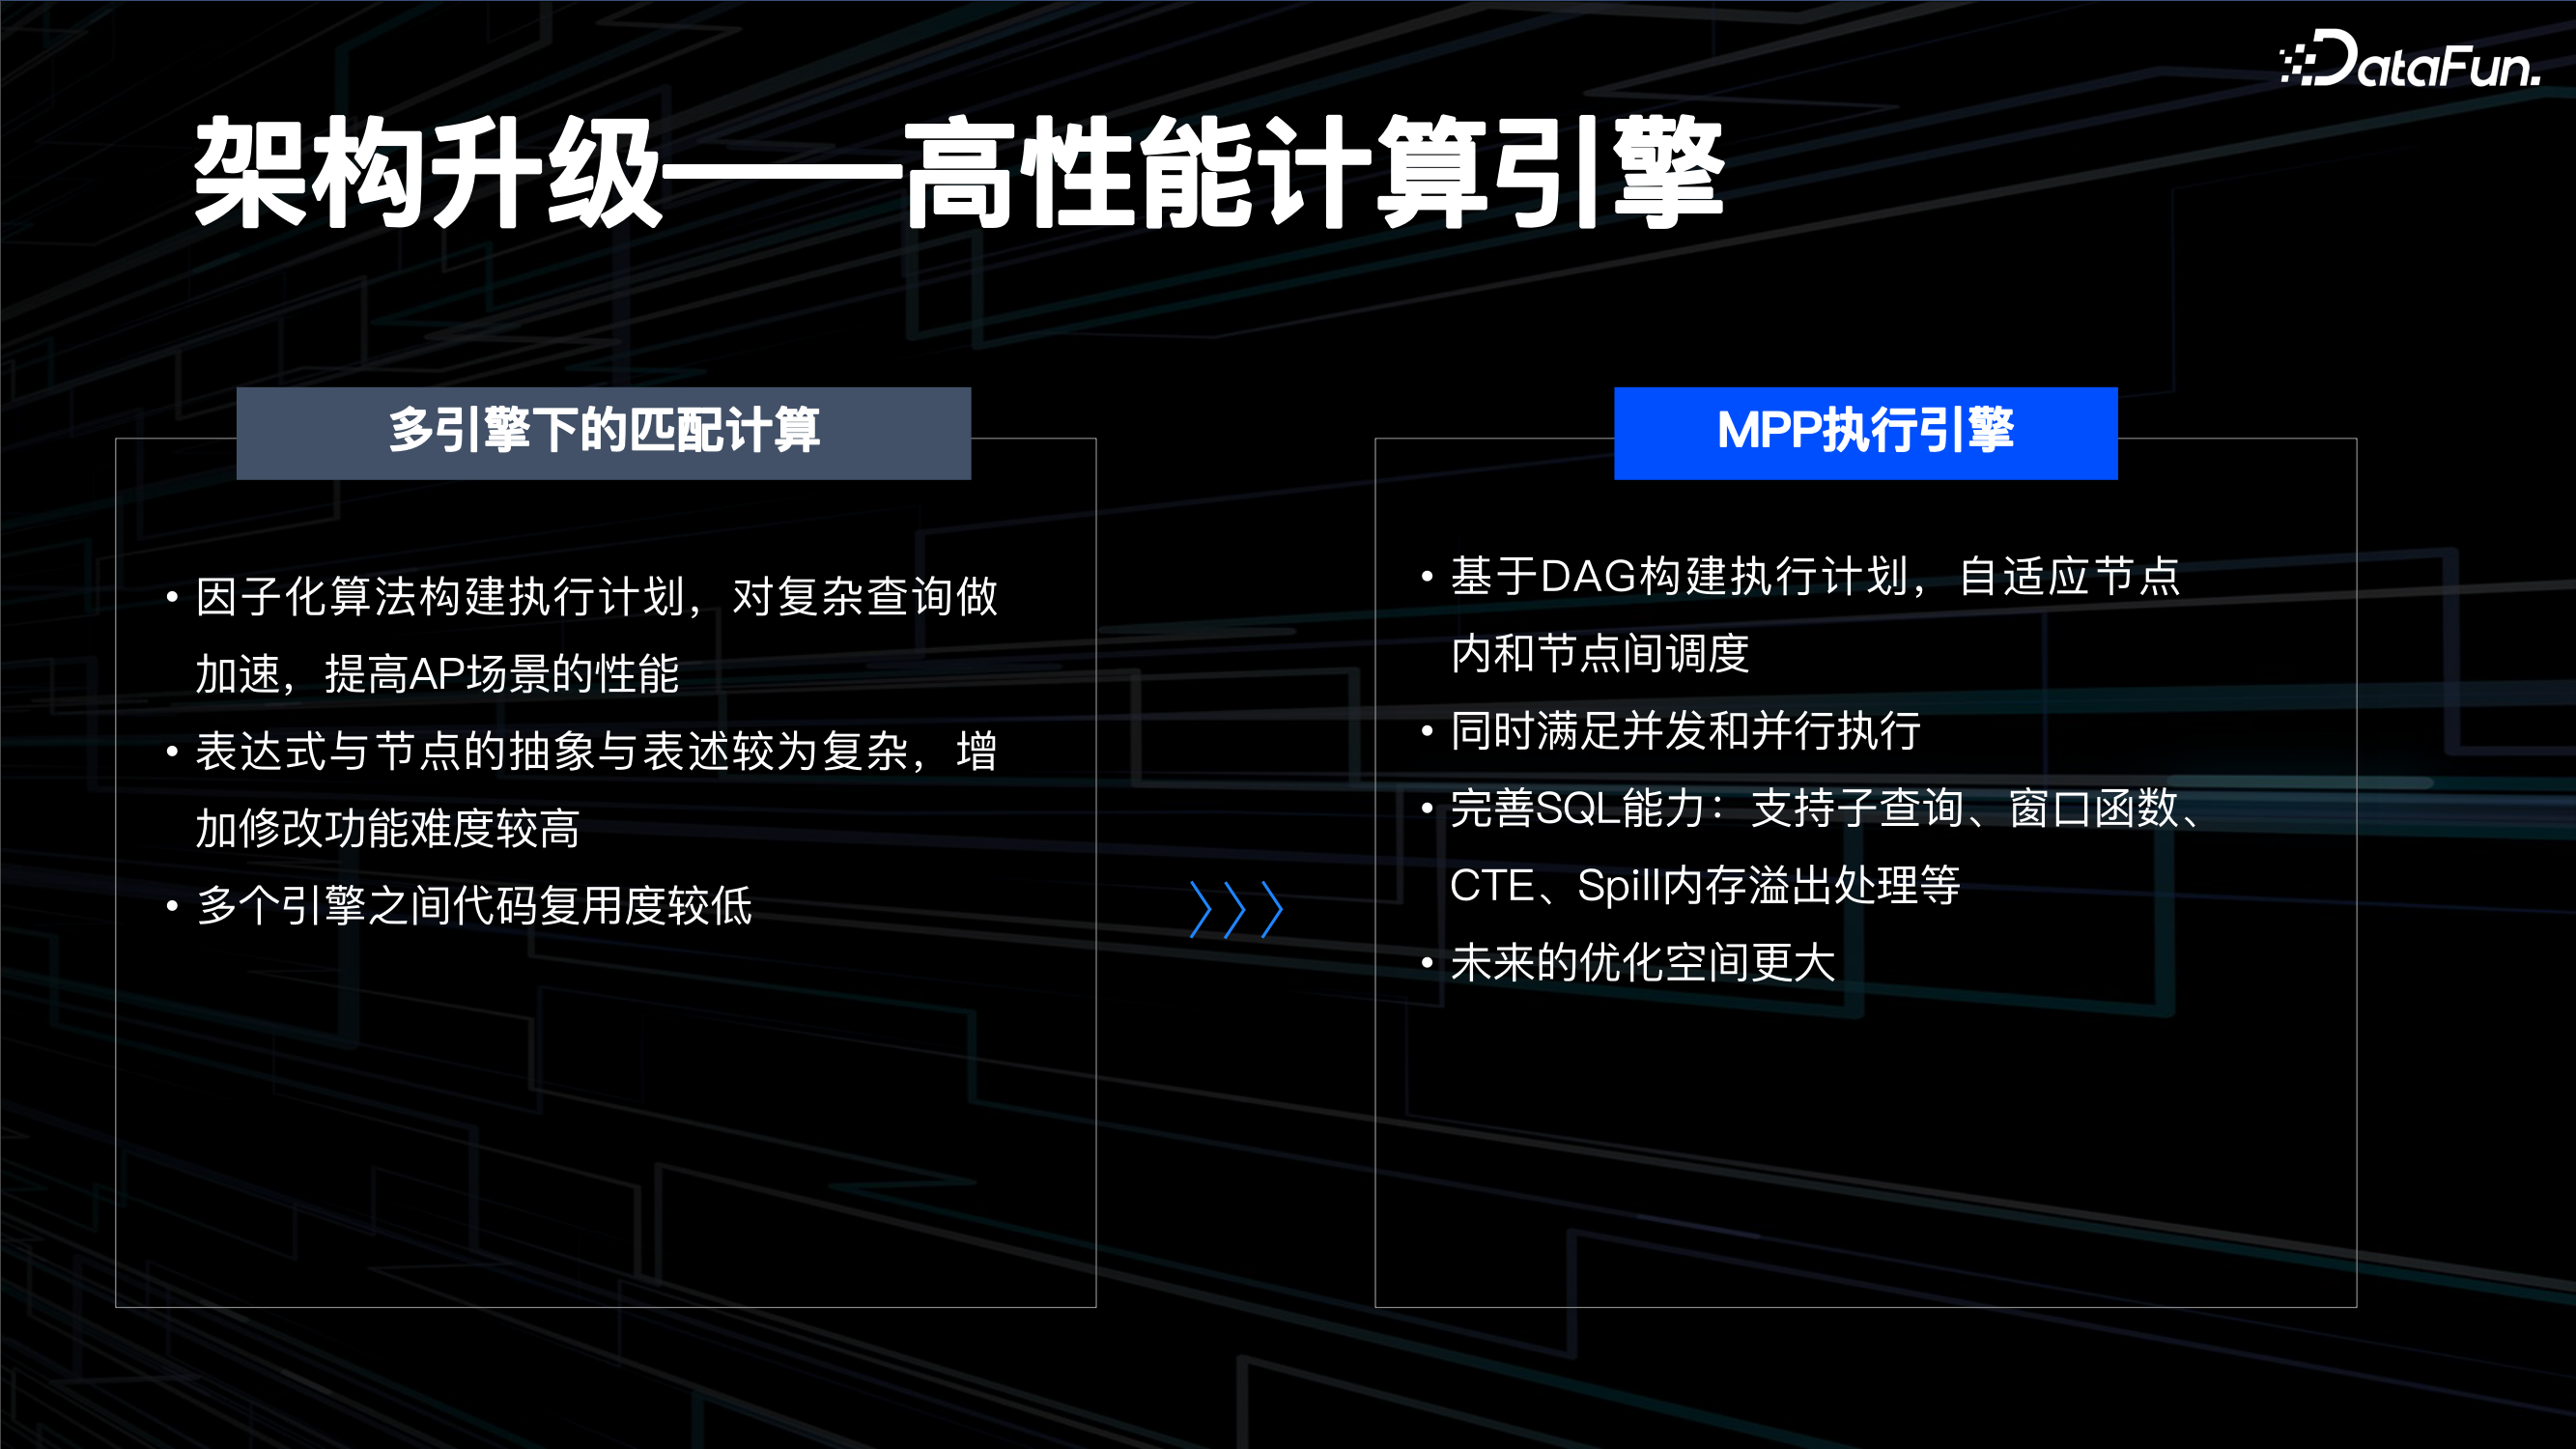 DataFun.
架构升级——高性能计算引擎
多引擎下的匹配计算
• 因子化算法构建执行计划，对复杂查询做
加速，提高AP场景的性能
• 表达式与节点的抽象与表述较为复杂，增
加修改功能难度较高
• 多个引擎之间代码复用度较低
MPP执行引擎
• 基于DAG构建执行计划，自适应节点
内和节点间调度
• 同时满足并发和并行执行
• 完善SQL能力：支持子查询、窗口函数、
CTE、Spill内存溢出处理等
• 未来的优化空间更大